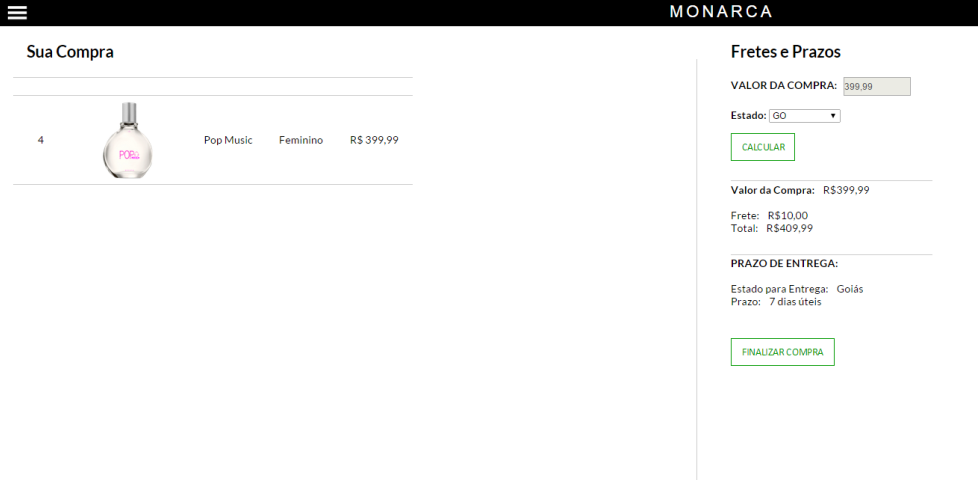 MONARCA
Sua Compra
4 Pop Music Feminino R$ 399,99
Fretes e Prazos
VALOR DA COMPRA: 399,99
Estado: GO
CALCULAR
Valor da Compra: R$399,99
Frete: R$10,00
Total: R$409,99
PRAZO DE ENTREGA:
Estado para Entrega: Goiás
Prazo: 7 dias úteis
FINALIZAR COMPRA